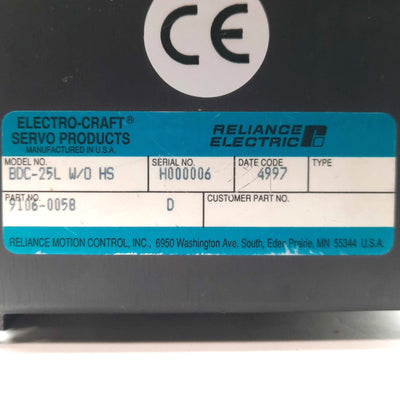 CE
ELECTRO-CRAFT®
SERVO PRODUCTS
MANUFACTURED IN U.S.A.
RELIANCE
ELECTRIC
MODEL NO. SERIAL NO. DATE CODE TYPE
BDC-25L W/O HS H000006 4997
PART NO. CUSTOMER PART NO.
9106-0058 D
RELIANCE MOTION CONTROL, INC., 6950 Washington Ave. South, Eden Prairie, MN 55344 U.S.A.